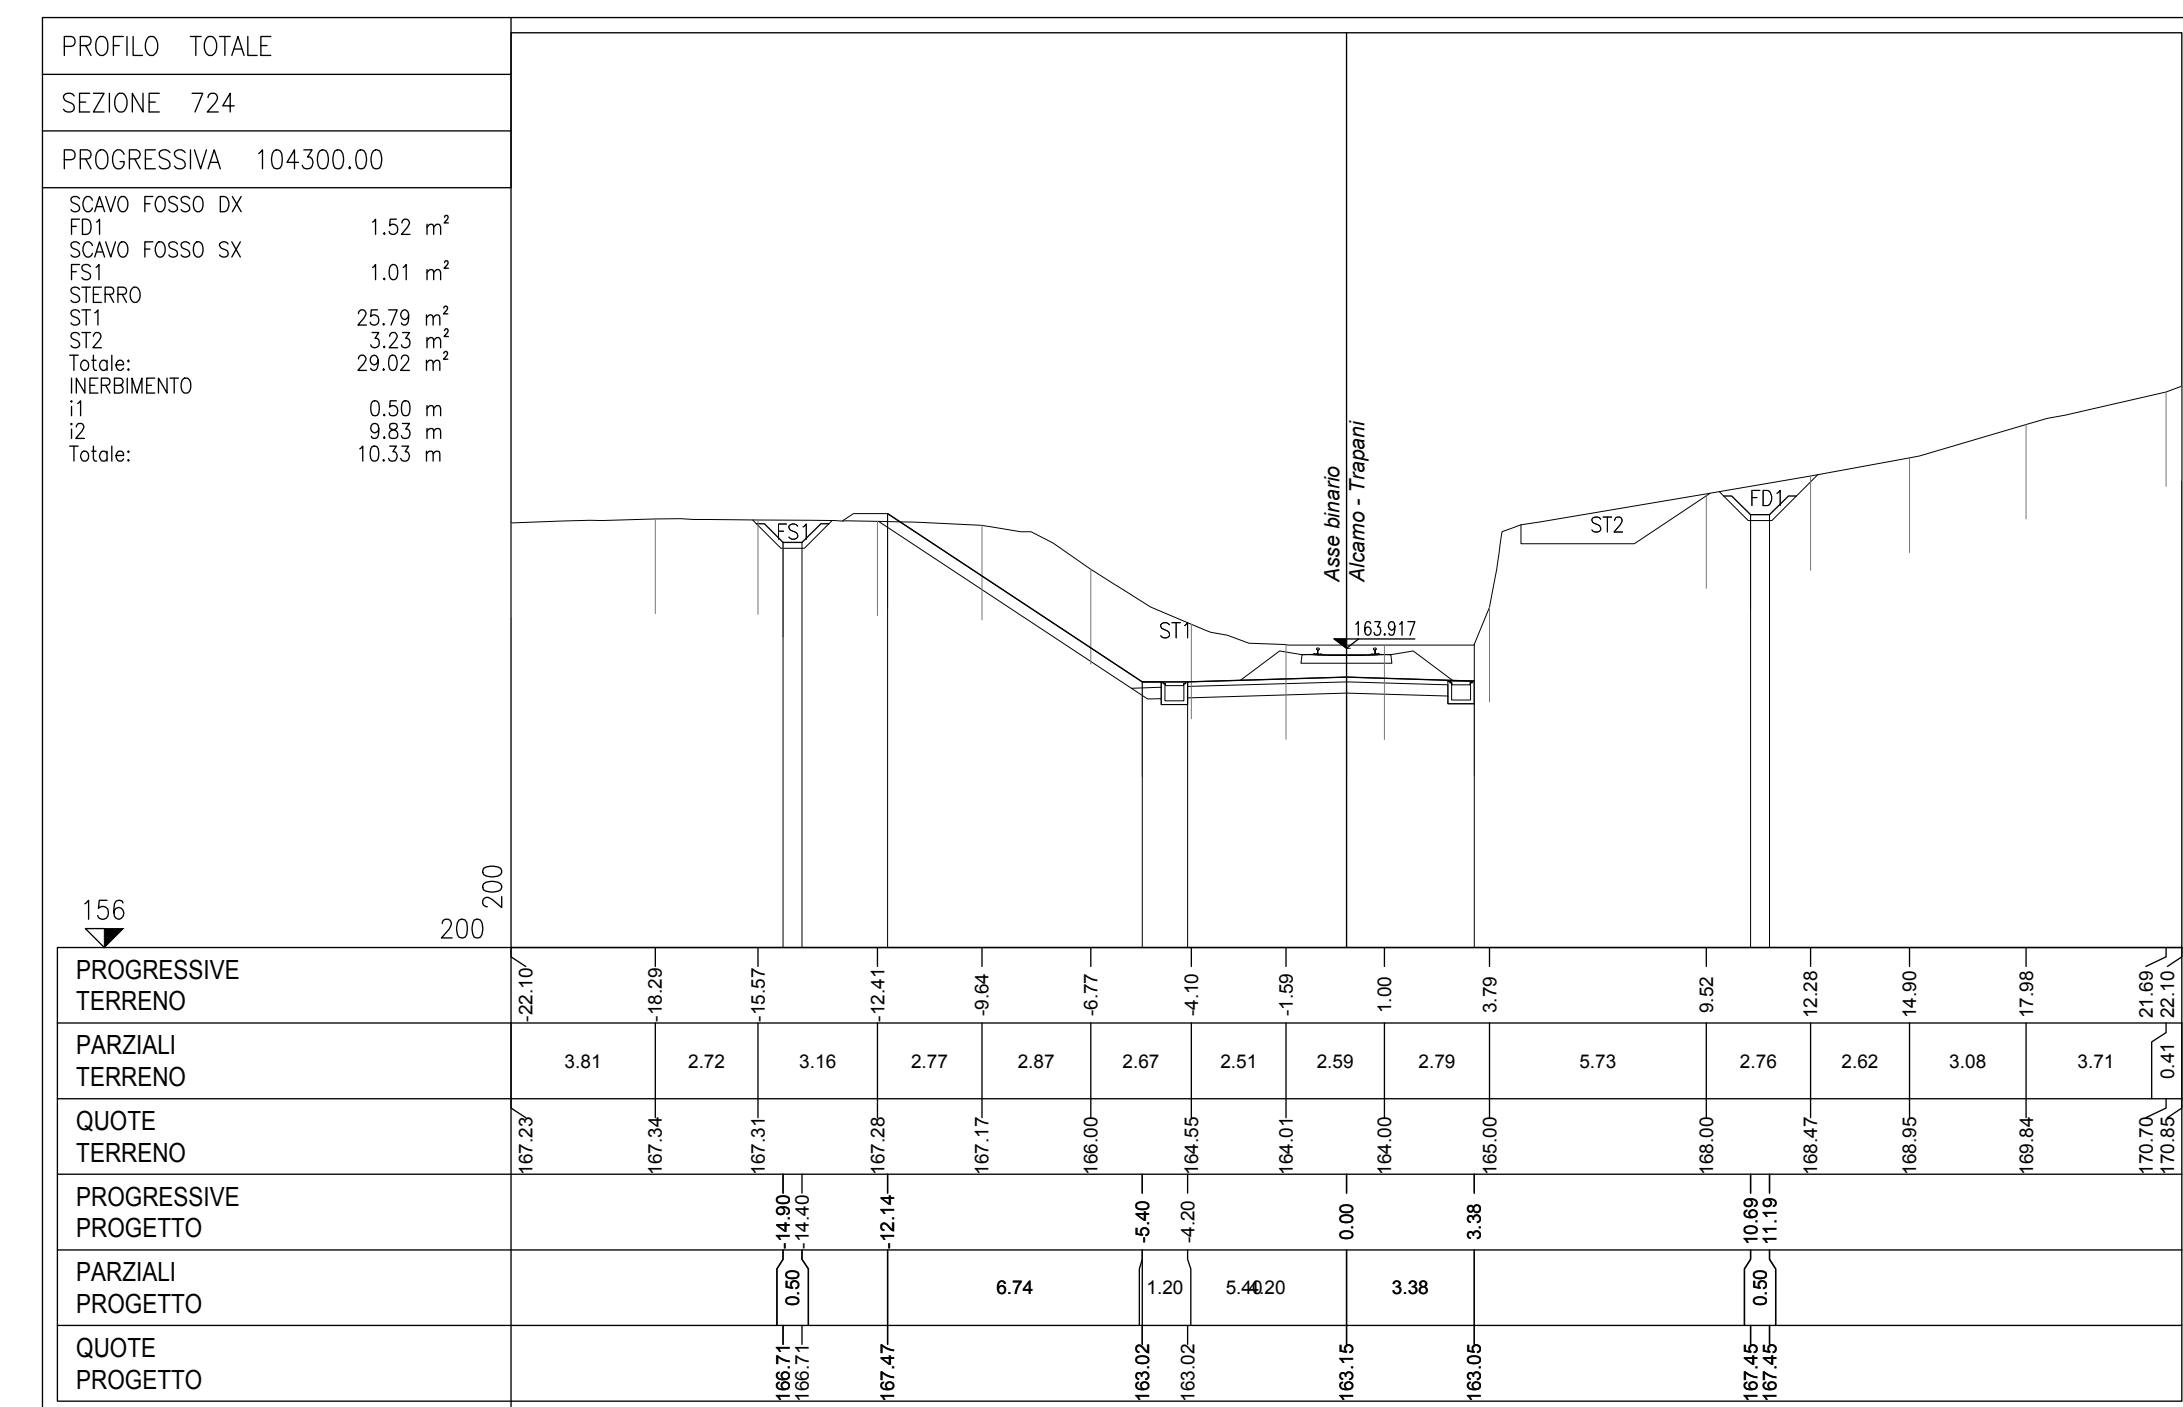 PROFILO TOTALE
SEZIONE 724
PROGRESSIVA 104300.00
SCAVO FOSSO DX
FD1 1.52 m²
SCAVO FOSSO SX
FS1 1.01 m²
STERRO
ST1 25.79 m²
ST2 3.23 m²
Totale: 29.02 m²
INERBIMENTO
i1 0.50 m
i2 9.83 m
Totale: 10.33 m
Asse binario
Alcamo - Trapani
163.917
FS1
ST1
ST2
FD1
156
200
200
PROGRESSIVE
TERRENO
-22.10 -18.29 -15.57 -12.41 -9.64 -6.77 -4.10 -1.59 1.00 3.79 9.52 12.28 14.90 17.98 21.69 22.10
PARZIALI
TERRENO
3.81 2.72 3.16 2.77 2.87 2.67 2.51 2.59 2.79 5.73 2.76 2.62 3.08 3.71 0.41
QUOTE
TERRENO
167.23 167.34 167.31 167.28 167.17 166.00 164.55 164.01 164.00 165.00 168.00 168.47 168.95 169.84 170.70 170.85
PROGRESSIVE
PROGETTO
-14.90 -14.40 -12.14 -5.40 -4.20 0.00 3.38 10.69 11.19
PARZIALI
PROGETTO
0.50 6.74 1.20 5.40 4.20 3.38 0.50
QUOTE
PROGETTO
166.71 166.71 167.47 163.02 163.02 163.15 163.05 167.45 167.45